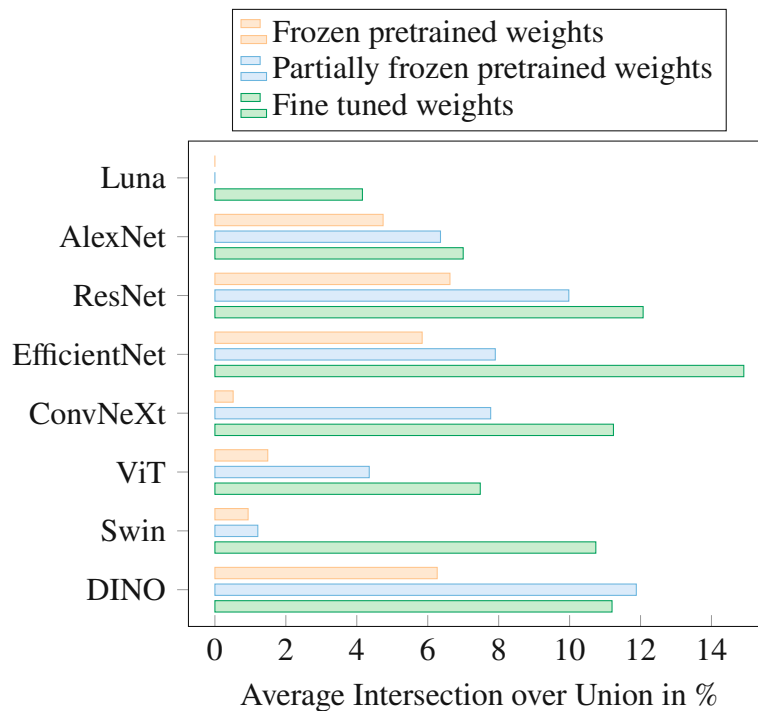 Frozen pretrained weights
Partially frozen pretrained weights
Fine tuned weights
Luna
AlexNet
ResNet
EfficientNet
ConvNeXt
ViT
Swin
DINO
0 2 4 6 8 10 12 14
Average Intersection over Union in %